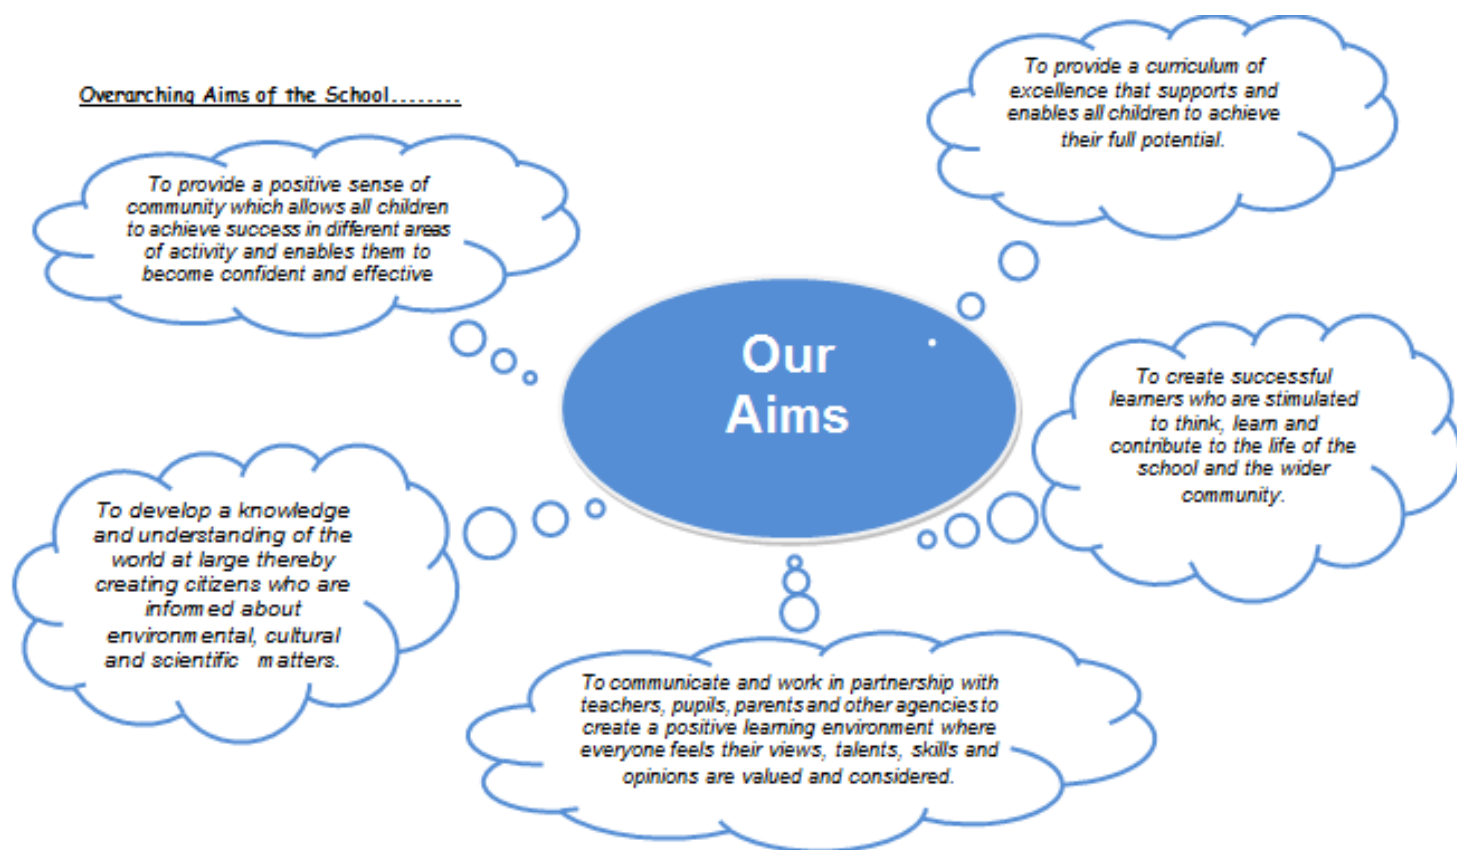 Overarching Aims of the School........
To provide a positive sense of
community which allows all children
to achieve success in different areas
of activity and enables them to
become confident and effective
To provide a curriculum of
excellence that supports and
enables all children to achieve
their full potential.
Our
Aims
To create successful
learners who are stimulated
to think, learn and
contribute to the life of the
school and the wider
community.
To develop a knowledge
and understanding of the
world at large thereby
creating citizens who are
informed about
environmental, cultural
and scientific matters.
To communicate and work in partnership with
teachers, pupils, parents and other agencies to
create a positive learning environment where
everyone feels their views, talents, skills and
opinions are valued and considered.